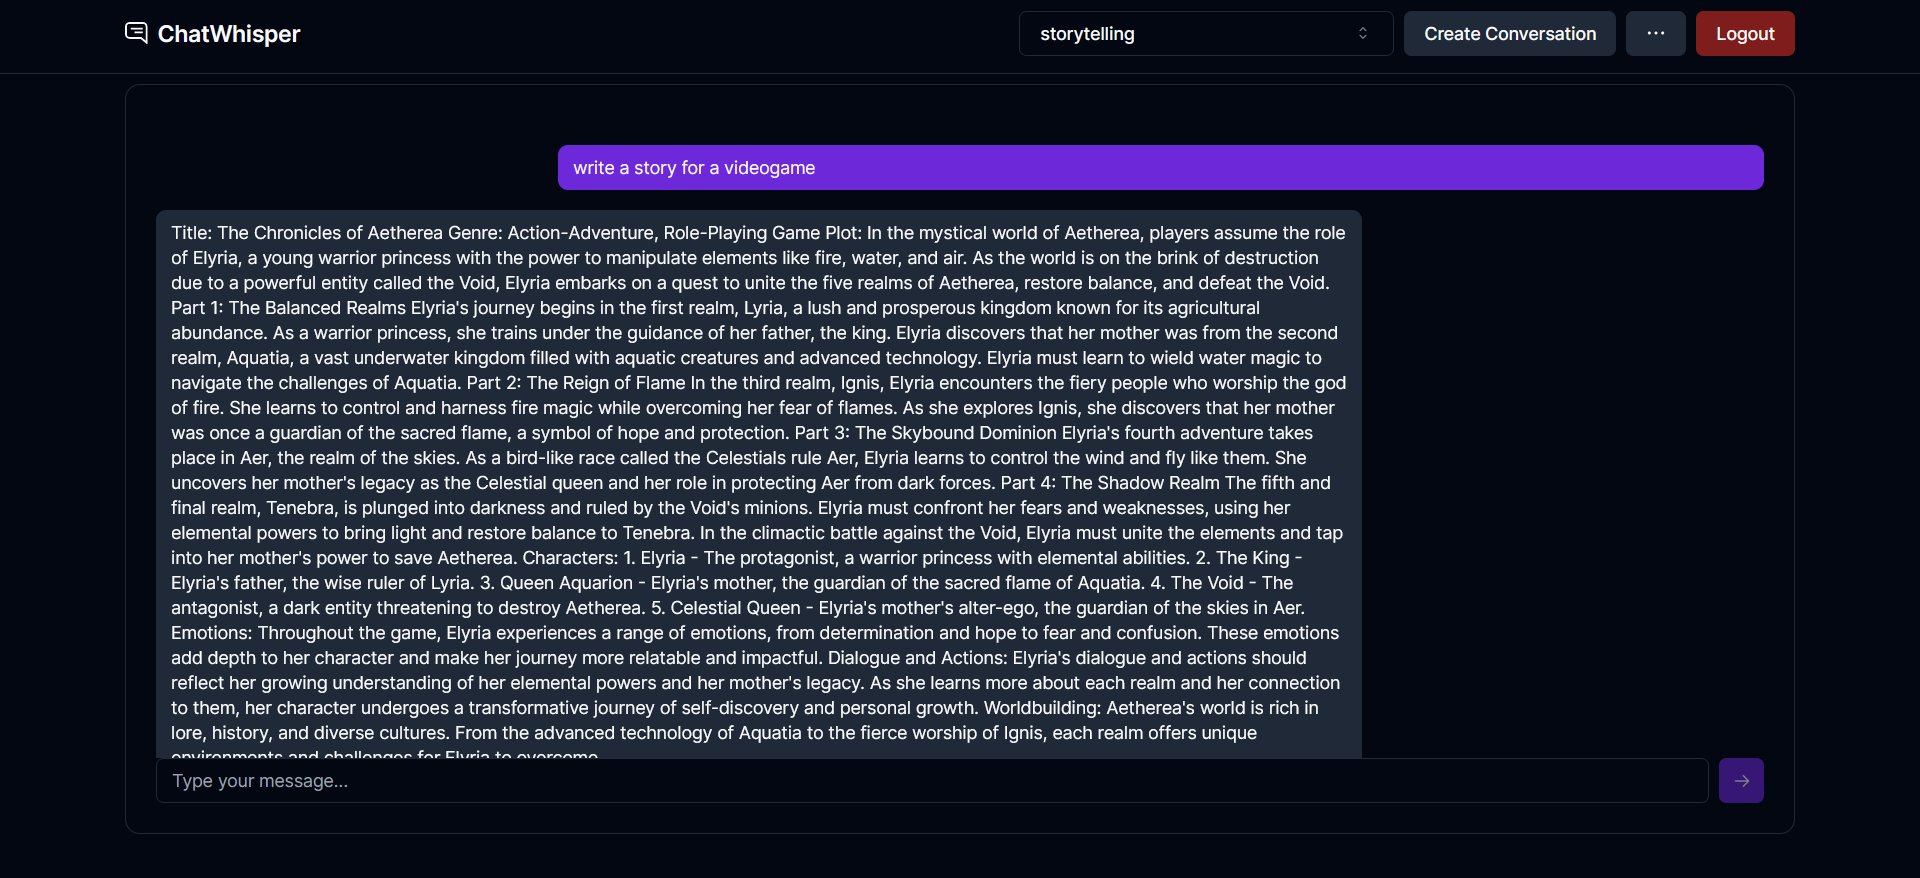 ChatWhisper
storytelling
Create Conversation
...
Logout
write a story for a videogame
Title: The Chronicles of Aetherea Genre: Action-Adventure, Role-Playing Game Plot: In the mystical world of Aetherea, players assume the role
of Elyria, a young warrior princess with the power to manipulate elements like fire, water, and air. As the world is on the brink of destruction
due to a powerful entity called the Void, Elyria embarks on a quest to unite the five realms of Aetherea, restore balance, and defeat the Void.
Part 1: The Balanced Realms Elyria's journey begins in the first realm, Lyria, a lush and prosperous kingdom known for its agricultural
abundance. As a warrior princess, she trains under the guidance of her father, the king. Elyria discovers that her mother was from the second
realm, Aquatia, a vast underwater kingdom filled with aquatic creatures and advanced technology. Elyria must learn to wield water magic to
navigate the challenges of Aquatia. Part 2: The Reign of Flame In the third realm, Ignis, Elyria encounters the fiery people who worship the god
of fire. She learns to control and harness fire magic while overcoming her fear of flames. As she explores Ignis, she discovers that her mother
was once a guardian of the sacred flame, a symbol of hope and protection. Part 3: The Skybound Dominion Elyria's fourth adventure takes
place in Aer, the realm of the skies. As a bird-like race called the Celestials rule Aer, Elyria learns to control the wind and fly like them. She
uncovers her mother's legacy as the Celestial queen and her role in protecting Aer from dark forces. Part 4: The Shadow Realm The fifth and
final realm, Tenebra, is plunged into darkness and ruled by the Void's minions. Elyria must confront her fears and weaknesses, using her
elemental powers to bring light and restore balance to Tenebra. In the climactic battle against the Void, Elyria must unite the elements and tap
into her mother's power to save Aetherea. Characters: 1. Elyria - The protagonist, a warrior princess with elemental abilities. 2. The King -
Elyria's father, the wise ruler of Lyria. 3. Queen Aquarion - Elyria's mother, the guardian of the sacred flame of Aquatia. 4. The Void - The
antagonist, a dark entity threatening to destroy Aetherea. 5. Celestial Queen - Elyria's mother's alter-ego, the guardian of the skies in Aer.
Emotions: Throughout the game, Elyria experiences a range of emotions, from determination and hope to fear and confusion. These emotions
add depth to her character and make her journey more relatable and impactful. Dialogue and Actions: Elyria's dialogue and actions should
reflect her growing understanding of her elemental powers and her mother's legacy. As she learns more about each realm and her connection
to them, her character undergoes a transformative journey of self-discovery and personal growth. Worldbuilding: Aetherea's world is rich in
lore, history, and diverse cultures. From the advanced technology of Aquatia to the fierce worship of Ignis, each realm offers unique
environments and challenges for Elyria to overcome.
Type your message...